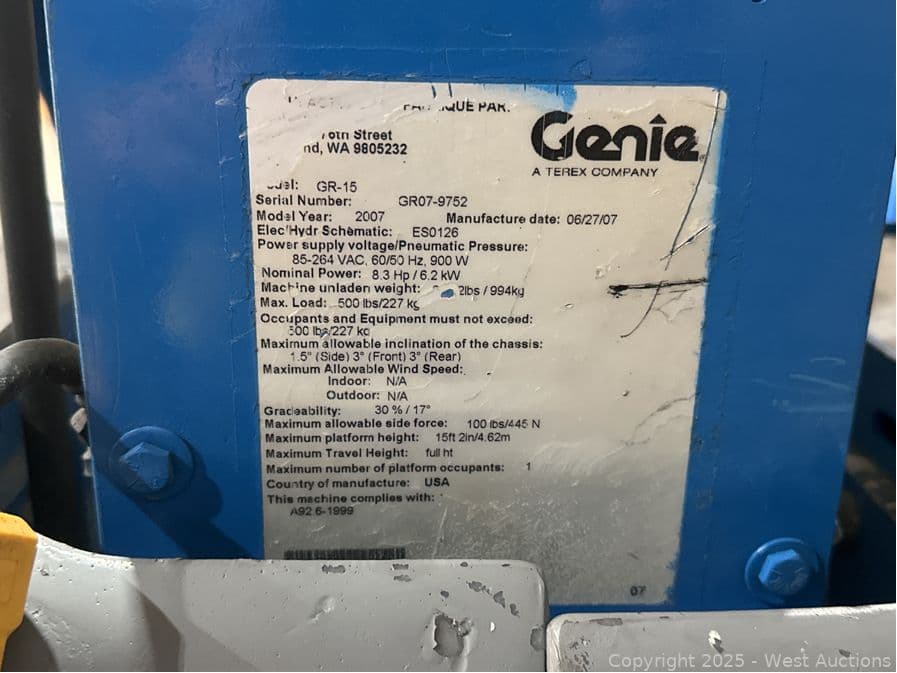 QUE PAR.
Street
WA 9805232
Genie
A TEREX COMPANY
GR-15
Serial Number: GR07-9752
Model Year: 2007 Manufacture date: 06/27/07
Elec/Hydr Schematic: ES0126
Power supply voltage/Pneumatic Pressure:
85-264 VAC, 60/50 Hz, 900 W
Nominal Power: 8.3 Hp / 6.2 kW
Machine unladen weight: 2lbs / 994kg
Max. Load: 500 lbs/227 kg
Occupants and Equipment must not exceed:
500 lbs/227 kg
Maximum allowable inclination of the chassis:
1.5° (Side) 3° (Front) 3° (Rear)
Maximum Allowable Wind Speed:
Indoor: N/A
Outdoor: N/A
Gradeability: 30 % / 17°
Maximum allowable side force: 100 lbs/445 N
Maximum platform height: 15ft 2in/4.62m
Maximum Travel Height: full ht
Maximum number of platform occupants: 1
Country of manufacture: USA
This machine complies with:
A92.6-1999
07
Copyright 2025 - West Auctions